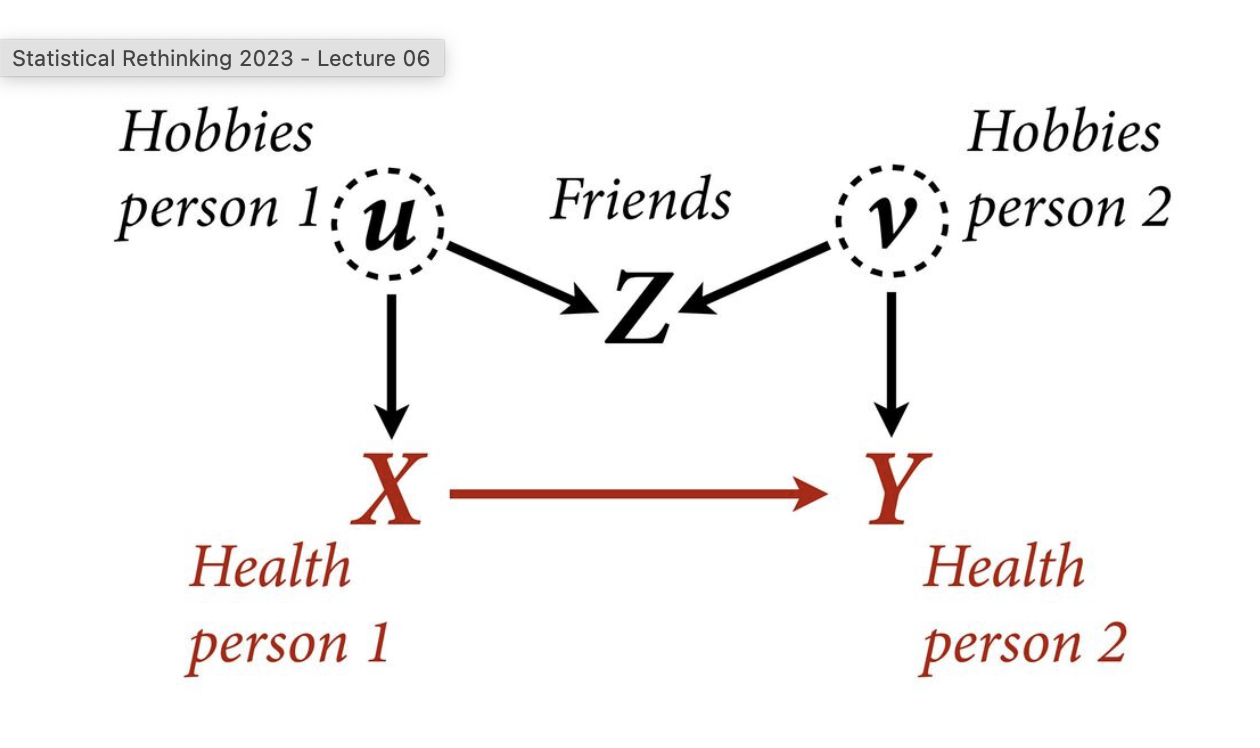 Statistical Rethinking 2023 - Lecture 06
Hobbies
person 1
u
Friends
Z
v
Hobbies
person 2
X
Y
Health
person 1
Health
person 2